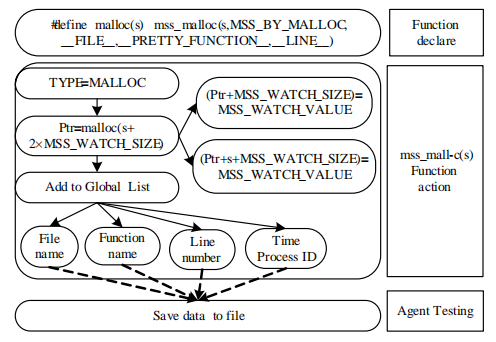 #define malloc(s) mss_malloc(s,MSS_BY_MALLOC,
__FILE__,__PRETTY_FUNCTION__,__LINE__)
Function
declare
TYPE=MALLOC
Ptr=malloc(s+
2×MSS_WATCH_SIZE)
(Ptr+MSS_WATCH_SIZE)=
MSS_WATCH_VALUE
(Ptr+s+MSS_WATCH_SIZE)=
MSS_WATCH_VALUE
Add to Global List
File
name
Function
name
Line
number
Time
Process ID
mss_mall-c(s)
Function
action
Save data to file
Agent Testing